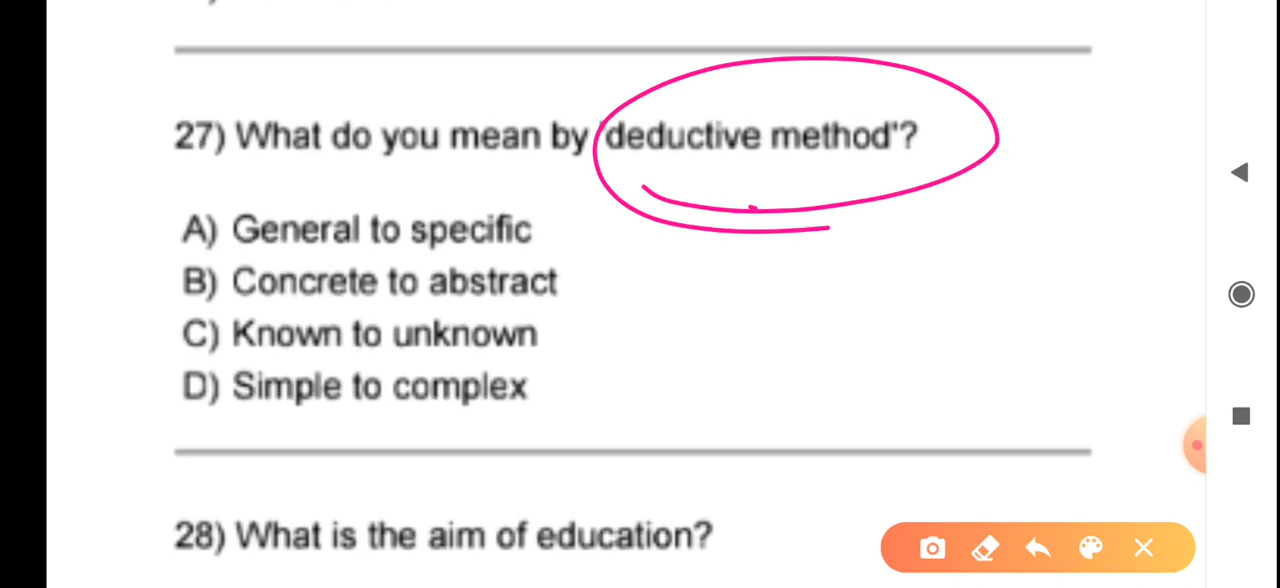 27) What do you mean by 'deductive method'?
A) General to specific
B) Concrete to abstract
C) Known to unknown
D) Simple to complex
28) What is the aim of education?